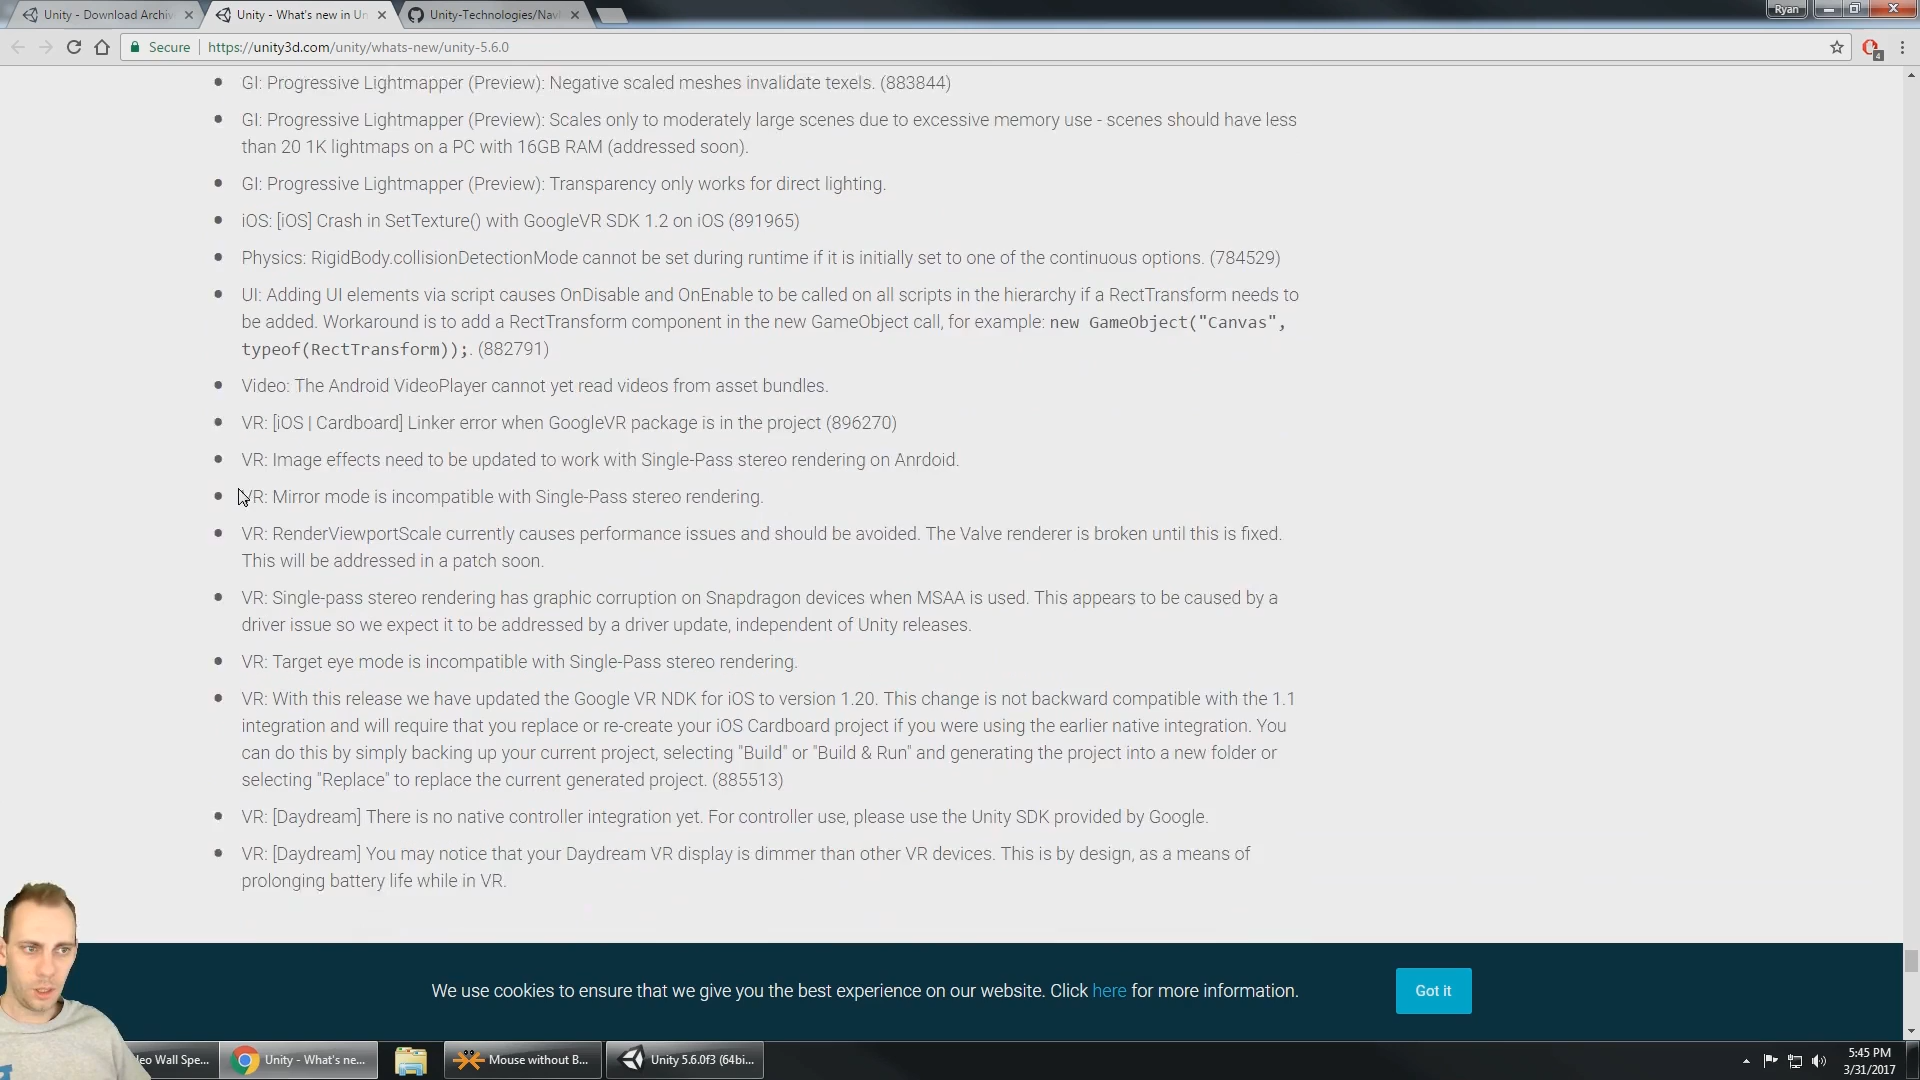 Unity - Download Archiv
Unity - What's new in Un
Unity-Technologies/Nav
Ryan
Secure
https://unity3d.com/unity/whats-new/unity-5.6.0
4
GI: Progressive Lightmapper (Preview): Negative scaled meshes invalidate texels. (883844)
GI: Progressive Lightmapper (Preview): Scales only to moderately large scenes due to excessive memory use - scenes should have less
than 20 1K lightmaps on a PC with 16GB RAM (addressed soon).
GI: Progressive Lightmapper (Preview): Transparency only works for direct lighting.
iOS: [iOS] Crash in SetTexture() with GoogleVR SDK 1.2 on iOS (891965)
Physics: RigidBody.collisionDetectionMode cannot be set during runtime if it is initially set to one of the continuous options. (784529)
UI: Adding UI elements via script causes OnDisable and OnEnable to be called on all scripts in the hierarchy if a RectTransform needs to
be added. Workaround is to add a RectTransform component in the new GameObject call, for example: new GameObject("Canvas",
typeof(RectTransform));. (882791)
Video: The Android VideoPlayer cannot yet read videos from asset bundles.
VR: [iOS | Cardboard] Linker error when GoogleVR package is in the project (896270)
VR: Image effects need to be updated to work with Single-Pass stereo rendering on Anrdoid.
VR: Mirror mode is incompatible with Single-Pass stereo rendering.
VR: RenderViewportScale currently causes performance issues and should be avoided. The Valve renderer is broken until this is fixed.
This will be addressed in a patch soon.
VR: Single-pass stereo rendering has graphic corruption on Snapdragon devices when MSAA is used. This appears to be caused by a
driver issue so we expect it to be addressed by a driver update, independent of Unity releases.
VR: Target eye mode is incompatible with Single-Pass stereo rendering.
VR: With this release we have updated the Google VR NDK for iOS to version 1.20. This change is not backward compatible with the 1.1
integration and will require that you replace or re-create your iOS Cardboard project if you were using the earlier native integration. You
can do this by simply backing up your current project, selecting "Build" or "Build & Run" and generating the project into a new folder or
selecting "Replace" to replace the current generated project. (885513)
VR: [Daydream] There is no native controller integration yet. For controller use, please use the Unity SDK provided by Google.
VR: [Daydream] You may notice that your Daydream VR display is dimmer than other VR devices. This is by design, as a means of
prolonging battery life while in VR.
We use cookies to ensure that we give you the best experience on our website. Click here for more information.
Got it
eo Wall Spe...
Unity - What's ne...
Mouse without B...
Unity 5.6.0f3 (64bi...
5:45 PM
3/31/2017